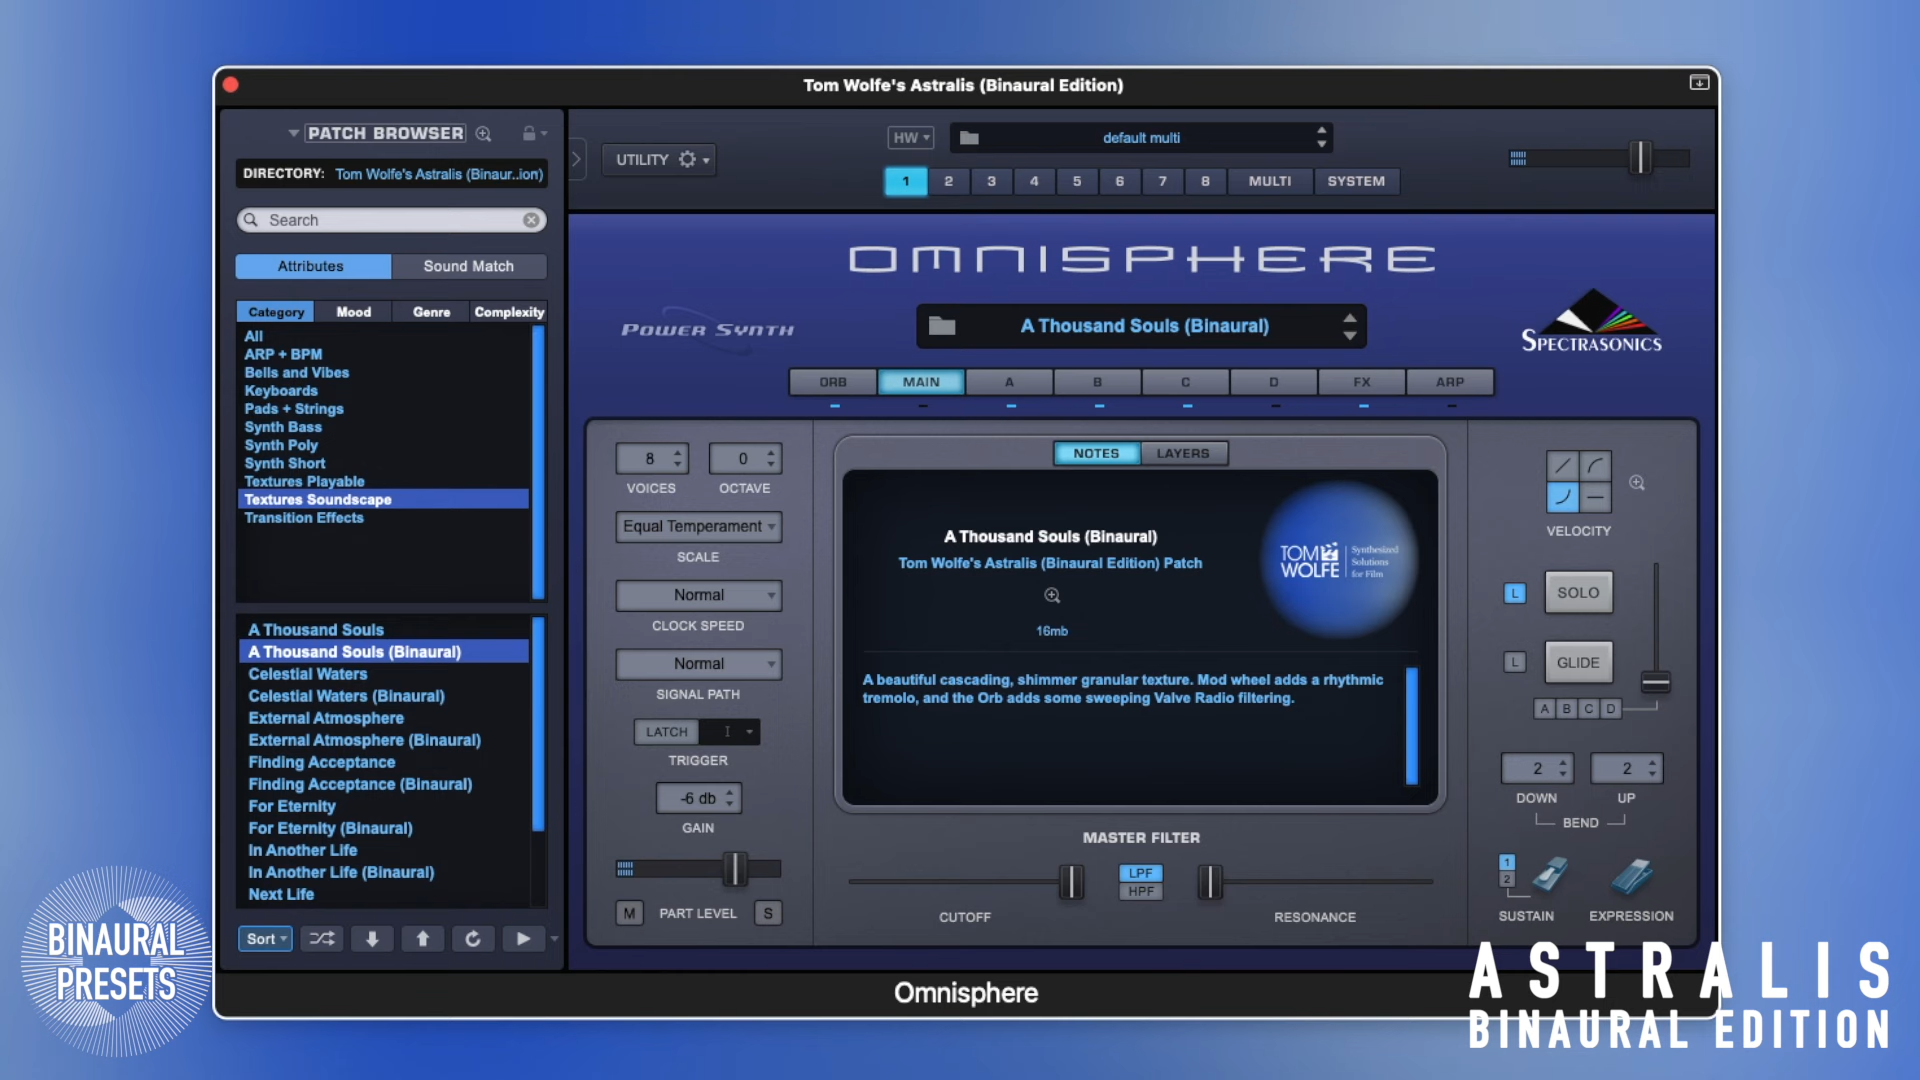 Tom Wolfe's Astralis (Binaural Edition)
PATCH BROWSER
DIRECTORY: Tom Wolfe's Astralis (Binaur..ion)
Search
Attributes
Sound Match
Category
Mood
Genre
Complexity
All
ARP + BPM
Bells and Vibes
Keyboards
Pads + Strings
Synth Bass
Synth Poly
Synth Short
Textures Playable
Textures Soundscape
Transition Effects
A Thousand Souls
A Thousand Souls (Binaural)
Celestial Waters
Celestial Waters (Binaural)
External Atmosphere
External Atmosphere (Binaural)
Finding Acceptance
Finding Acceptance (Binaural)
For Eternity
For Eternity (Binaural)
In Another Life
In Another Life (Binaural)
Next Life
Sort
UTILITY
HW
default multi
1 2 3 4 5 6 7 8 MULTI SYSTEM
OMNISPHERE
POWER SYNTH
A Thousand Souls (Binaural)
SPECTRASONICS
ORB MAIN A B C D FX ARP
8
0
VOICES
OCTAVE
Equal Temperament
SCALE
Normal
CLOCK SPEED
Normal
SIGNAL PATH
LATCH
TRIGGER
-6 db
GAIN
M PART LEVEL S
NOTES LAYERS
A Thousand Souls (Binaural)
Tom Wolfe's Astralis (Binaural Edition) Patch
16mb
TOM WOLFE
Synthesized
Solutions
for Film
A beautiful cascading, shimmer granular texture. Mod wheel adds a rhythmic
tremolo, and the Orb adds some sweeping Valve Radio filtering.
MASTER FILTER
LPF
HPF
CUTOFF
RESONANCE
VELOCITY
L SOLO
L GLIDE
A B C D
2
2
DOWN
UP
BEND
1
2
SUSTAIN
EXPRESSION
Omnisphere
BINAURAL
PRESETS
ASTRALIS
BINAURAL EDITION